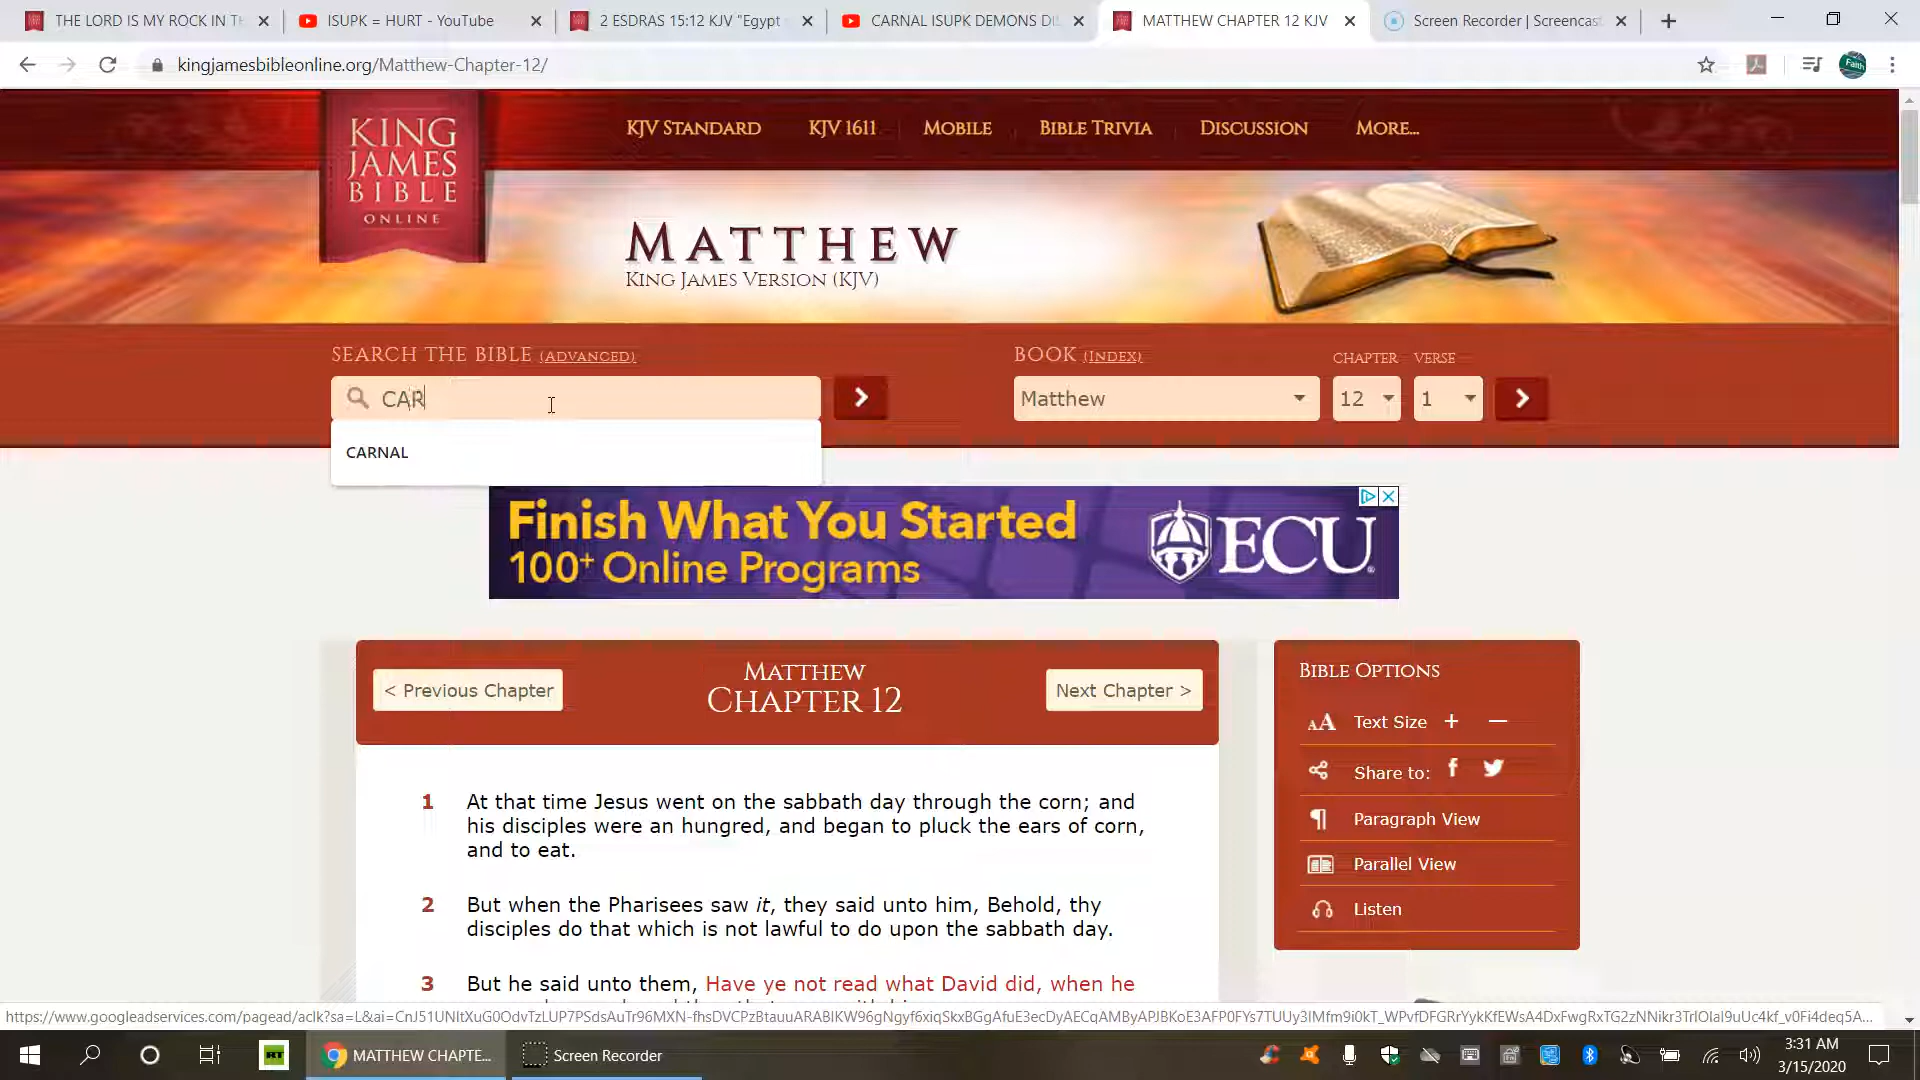 THE LORD IS MY ROCK IN TH
ISUPK = HURT - YouTube
2 ESDRAS 15:12 KJV "Egypt
CARNAL ISUPK DEMONS DI
MATTHEW CHAPTER 12 KJV
Screen Recorder | Screencast
kingjamesbibleonline.org/Matthew-Chapter-12/
Faith
KING
JAMES
BIBLE
ONLINE
KJV STANDARD
KJV 1611
MOBILE
BIBLE TRIVIA
DISCUSSION
MORE...
MATTHEW
KING JAMES VERSION (KJV)
SEARCH THE BIBLE (ADVANCED)
BOOK (INDEX)
CHAPTER
VERSE
CAR
Matthew
12
1
CARNAL
Finish What You Started
100+ Online Programs
ECU
< Previous Chapter
MATTHEW
CHAPTER 12
Next Chapter >
BIBLE OPTIONS
AA Text Size + —
Share to:
Paragraph View
Parallel View
Listen
1 At that time Jesus went on the sabbath day through the corn; and
his disciples were an hungred, and began to pluck the ears of corn,
and to eat.
2 But when the Pharisees saw it, they said unto him, Behold, thy
disciples do that which is not lawful to do upon the sabbath day.
3 But he said unto them, Have ye not read what David did, when he
RT
MATTHEW CHAPTE...
Screen Recorder
3:31 AM
3/15/2020